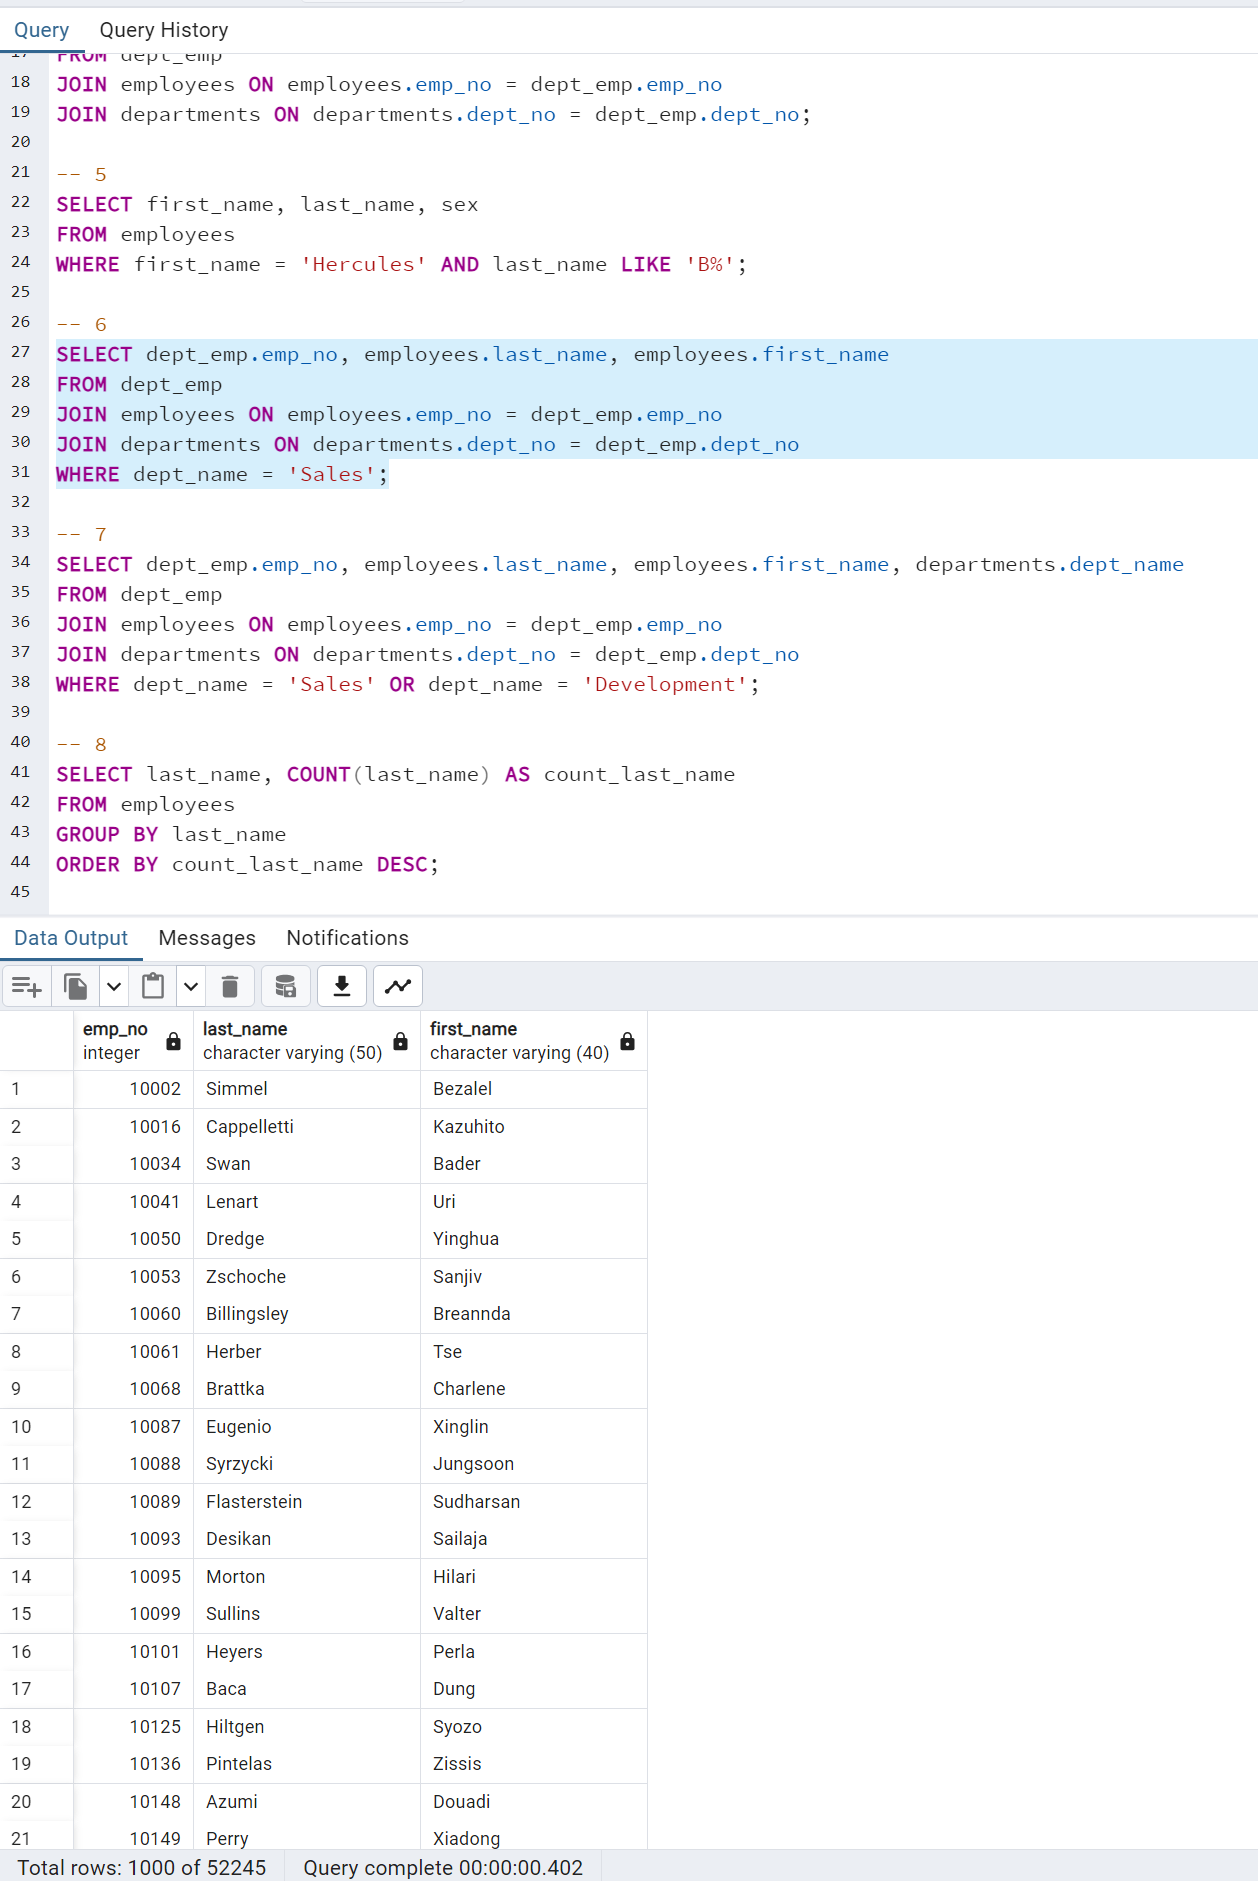 Query Query History
17 FROM dept_emp
18 JOIN employees ON employees.emp_no = dept_emp.emp_no
19 JOIN departments ON departments.dept_no = dept_emp.dept_no;
20
21 -- 5
22 SELECT first_name, last_name, sex
23 FROM employees
24 WHERE first_name = 'Hercules' AND last_name LIKE 'B%';
25
26 -- 6
27 SELECT dept_emp.emp_no, employees.last_name, employees.first_name
28 FROM dept_emp
29 JOIN employees ON employees.emp_no = dept_emp.emp_no
30 JOIN departments ON departments.dept_no = dept_emp.dept_no
31 WHERE dept_name = 'Sales';
32
33 -- 7
34 SELECT dept_emp.emp_no, employees.last_name, employees.first_name, departments.dept_name
35 FROM dept_emp
36 JOIN employees ON employees.emp_no = dept_emp.emp_no
37 JOIN departments ON departments.dept_no = dept_emp.dept_no
38 WHERE dept_name = 'Sales' OR dept_name = 'Development';
39
40 -- 8
41 SELECT last_name, COUNT(last_name) AS count_last_name
42 FROM employees
43 GROUP BY last_name
44 ORDER BY count_last_name DESC;
45
Data Output Messages Notifications
emp_no last_name first_name
integer character varying (50) character varying (40)
1 10002 Simmel Bezalel
2 10016 Cappelletti Kazuhito
3 10034 Swan Bader
4 10041 Lenart Uri
5 10050 Dredge Yinghua
6 10053 Zschoche Sanjiv
7 10060 Billingsley Breannda
8 10061 Herber Tse
9 10068 Brattka Charlene
10 10087 Eugenio Xinglin
11 10088 Syrzycki Jungsoon
12 10089 Flasterstein Sudharsan
13 10093 Desikan Sailaja
14 10095 Morton Hilari
15 10099 Sullins Valter
16 10101 Heyers Perla
17 10107 Baca Dung
18 10125 Hiltgen Syozo
19 10136 Pintelas Zissis
20 10148 Azumi Douadi
21 10149 Perry Xiadong
Total rows: 1000 of 52245 Query complete 00:00:00.402